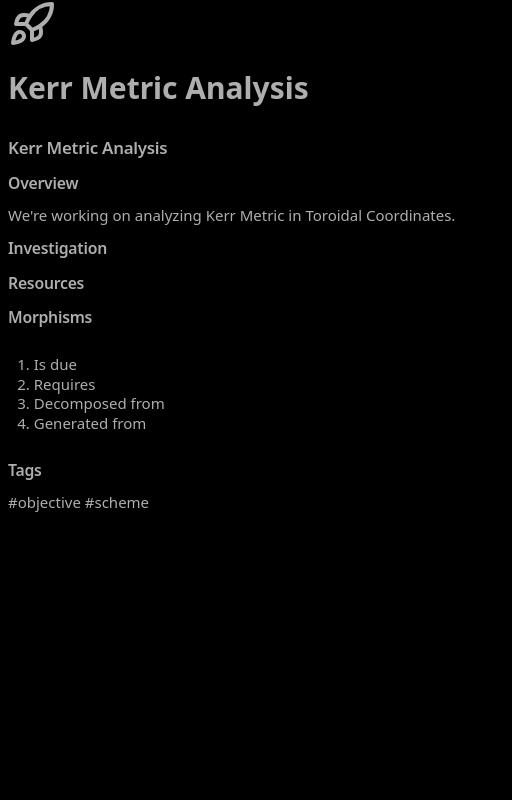 Kerr Metric Analysis
Kerr Metric Analysis
Overview
We're working on analyzing Kerr Metric in Toroidal Coordinates.
Investigation
Resources
Morphisms
1. Is due
2. Requires
3. Decomposed from
4. Generated from
Tags
#objective #scheme